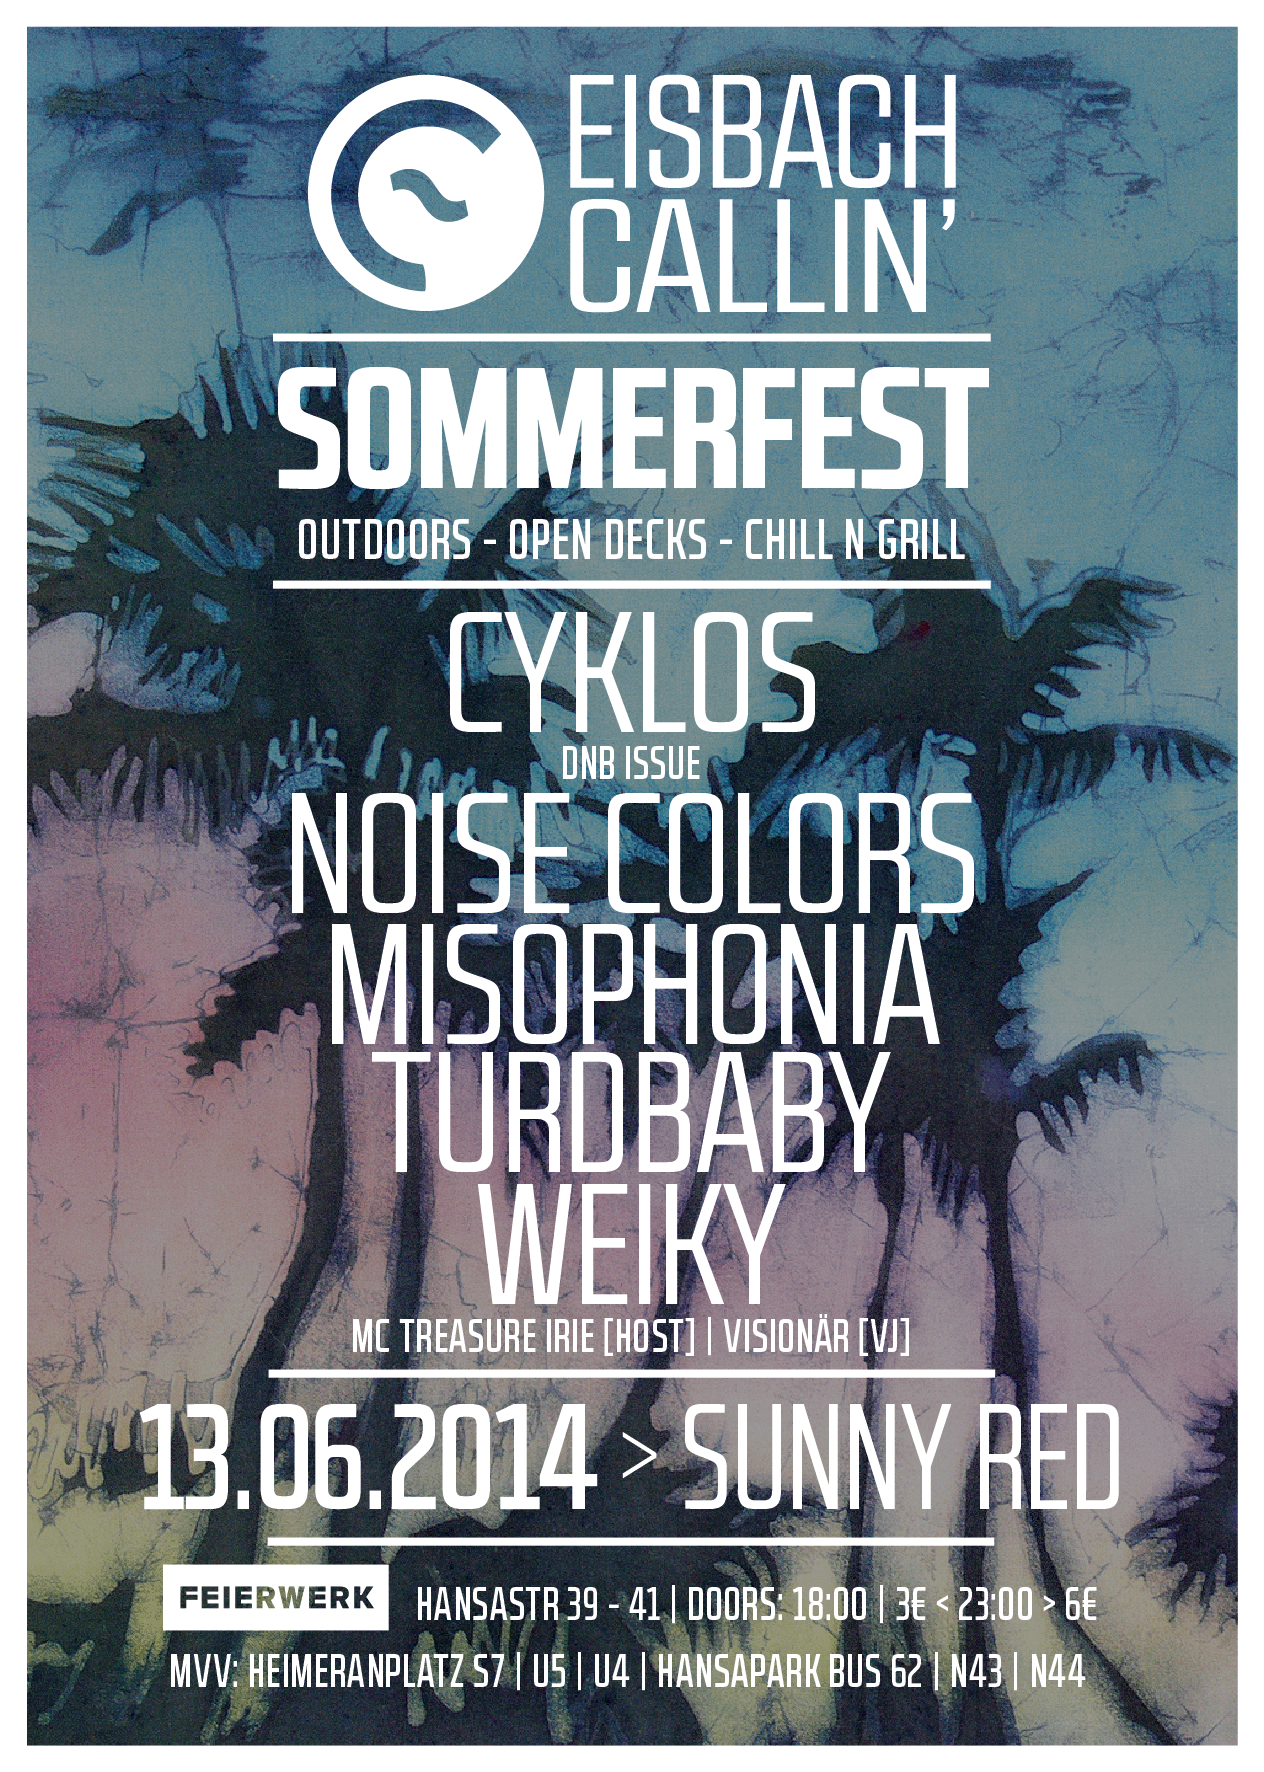 EISBACH
CALLIN'
SOMMERFEST
OUTDOORS - OPEN DECKS - CHILL N GRILL
CYKLOS
DNB ISSUE
NOISE COLORS
MISOPHONIA
TURDBABY
WEIKY
MC TREASURE IRIE [HOST] | VISIONÄR [VJ]
13.06.2014 > SUNNY RED
FEIERWERK HANSASTR 39 - 41 | DOORS: 18:00 | 3€ < 23:00 > 6€
MVV: HEIMERANPLATZ S7 | U5 | U4 | HANSAPARK BUS 62 | N43 | N44